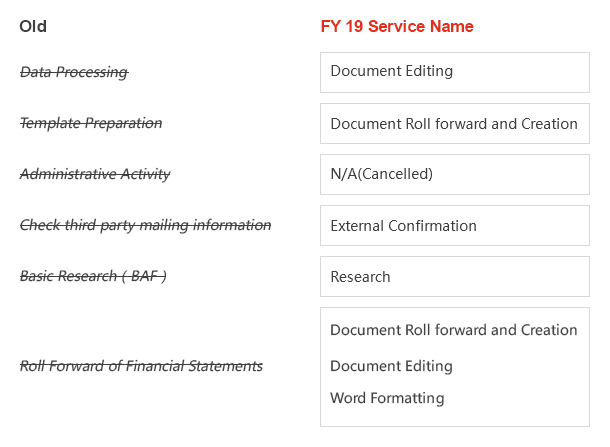 Old FY 19 Service Name
Data Processing Document Editing
Template Preparation Document Roll forward and Creation
Administrative Activity N/A(Cancelled)
Check third party mailing information External Confirmation
Basic Research ( BAF ) Research
Document Roll forward and Creation
Roll Forward of Financial Statements Document Editing
Word Formatting